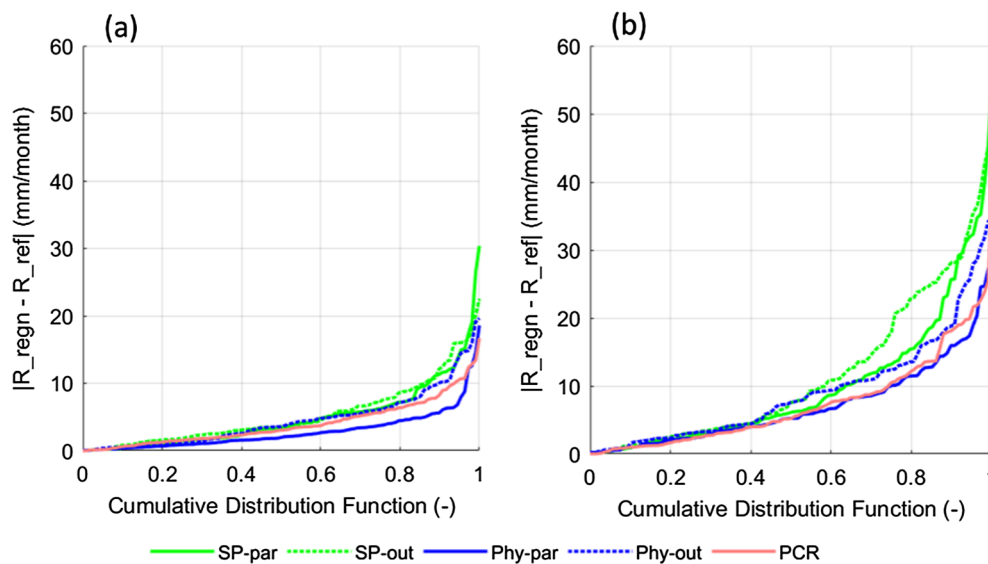 (a)
(b)
60
50
40
30
20
10
0
|R_regn - R_ref| (mm/month)
0 0.2 0.4 0.6 0.8 1
Cumulative Distribution Function (-)
60
50
40
30
20
10
0
|R_regn - R_ref| (mm/month)
0 0.2 0.4 0.6 0.8
Cumulative Distribution Function (-)
SP-par SP-out Phy-par Phy-out PCR